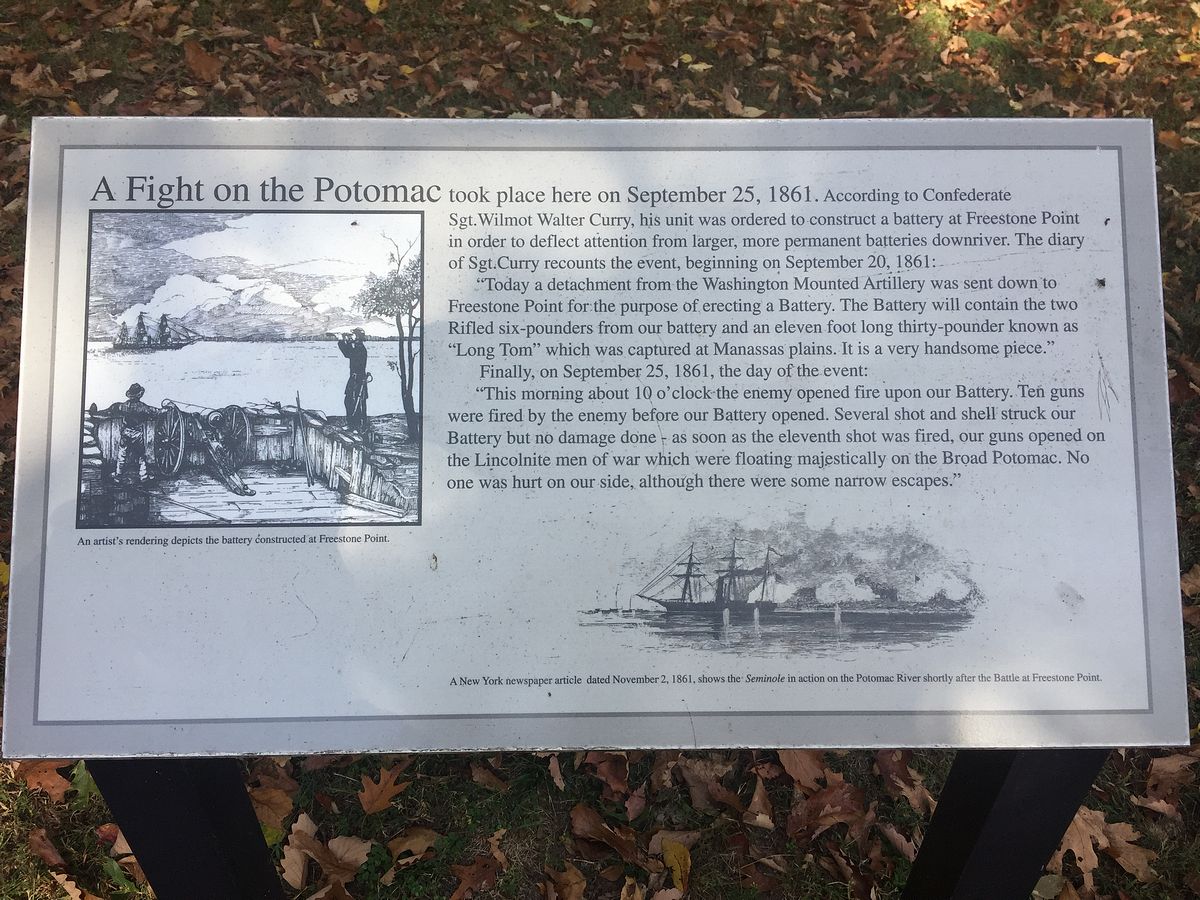 A Fight on the Potomac took place here on September 25, 1861. According to Confederate
Sgt.Wilmot Walter Curry, his unit was ordered to construct a battery at Freestone Point
in order to deflect attention from larger, more permanent batteries downriver. The diary
of Sgt.Curry recounts the event, beginning on September 20, 1861:
“Today a detachment from the Washington Mounted Artillery was sent down to
Freestone Point for the purpose of erecting a Battery. The Battery will contain the two
Rifled six-pounders from our battery and an eleven foot long thirty-pounder known as
“Long Tom” which was captured at Manassas plains. It is a very handsome piece.”
Finally, on September 25, 1861, the day of the event:
“This morning about 10 o’clock the enemy opened fire upon our Battery. Ten guns
were fired by the enemy before our Battery opened. Several shot and shell struck our
Battery but no damage done - as soon as the eleventh shot was fired, our guns opened on
the Lincolnite men of war which were floating majestically on the Broad Potomac. No
one was hurt on our side, although there were some narrow escapes.”
An artist’s rendering depicts the battery constructed at Freestone Point.
A New York newspaper article dated November 2, 1861, shows the Seminole in action on the Potomac River shortly after the Battle at Freestone Point.